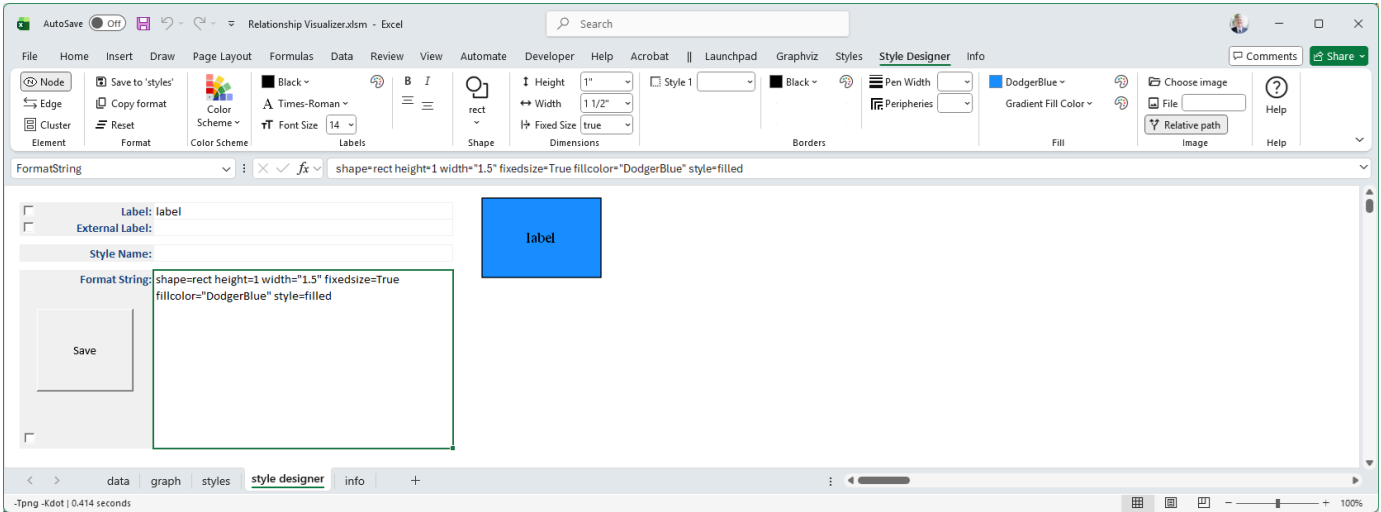 AutoSave Off Relationship Visualizer.xlsm - Excel Search
File Home Insert Draw Page Layout Formulas Data Review View Automate Developer Help Acrobat || Launchpad Graphviz Styles Style Designer Info Comments Share
Node Save to 'styles' Black B I Height 1" Style 1 Black Pen Width DodgerBlue Choose image
Edge Copy format Color Scheme A Times-Roman rect Width 1 1/2" Peripheries Gradient Fill Color File Help
Cluster Reset Font Size 14 Fixed Size true Relative path
Element Format Color Scheme Labels Shape Dimensions Borders Fill Image Help
FormatString fx shape=rect height=1 width="1.5" fixedsize=True fillcolor="DodgerBlue" style=filled
Label: label
External Label:
label
Style Name:
Format String: shape=rect height=1 width="1.5" fixedsize=True
fillcolor="DodgerBlue" style=filled
Save
data graph styles style designer info
-Tpng -Kdot | 0.414 seconds 100%